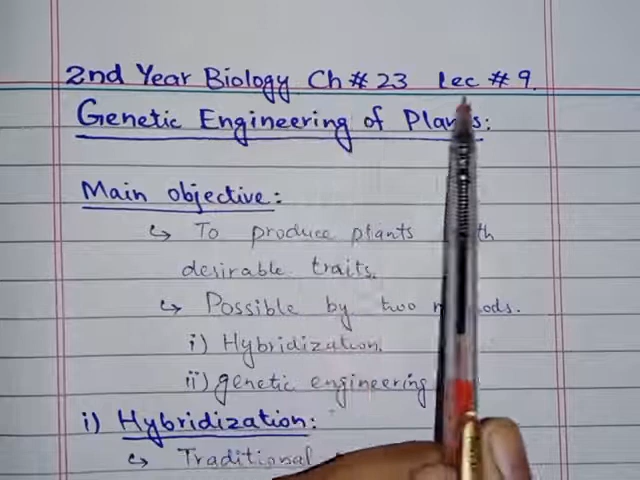 2nd Year Biology Ch # 23 Lec # 9.
Genetic Engineering of Plants:
Main objective:
↳ To produce plants
desirable traits.
↳ Possible by two
i) Hybridization.
ii) genetic engineering
i) Hybridization:
↳ Traditional